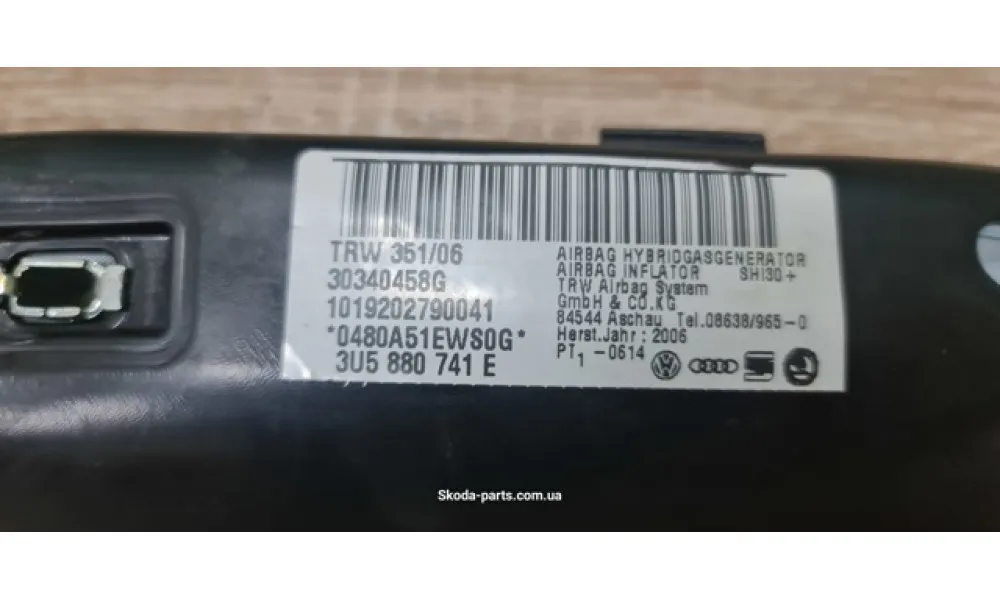 TRW 351/06
30340458G
1019202790041
*0480A51EWS0G*
3U5 880 741 E
AIRBAG HYBRIDGASGENERATOR
AIRBAG INFLATOR SHI30+
TRW Airbag System
GmbH & CO.KG
84544 Aschau Tel.08638/965-0
Herst.Jahr : 2006
PT1 -0614
Skoda-parts.com.ua